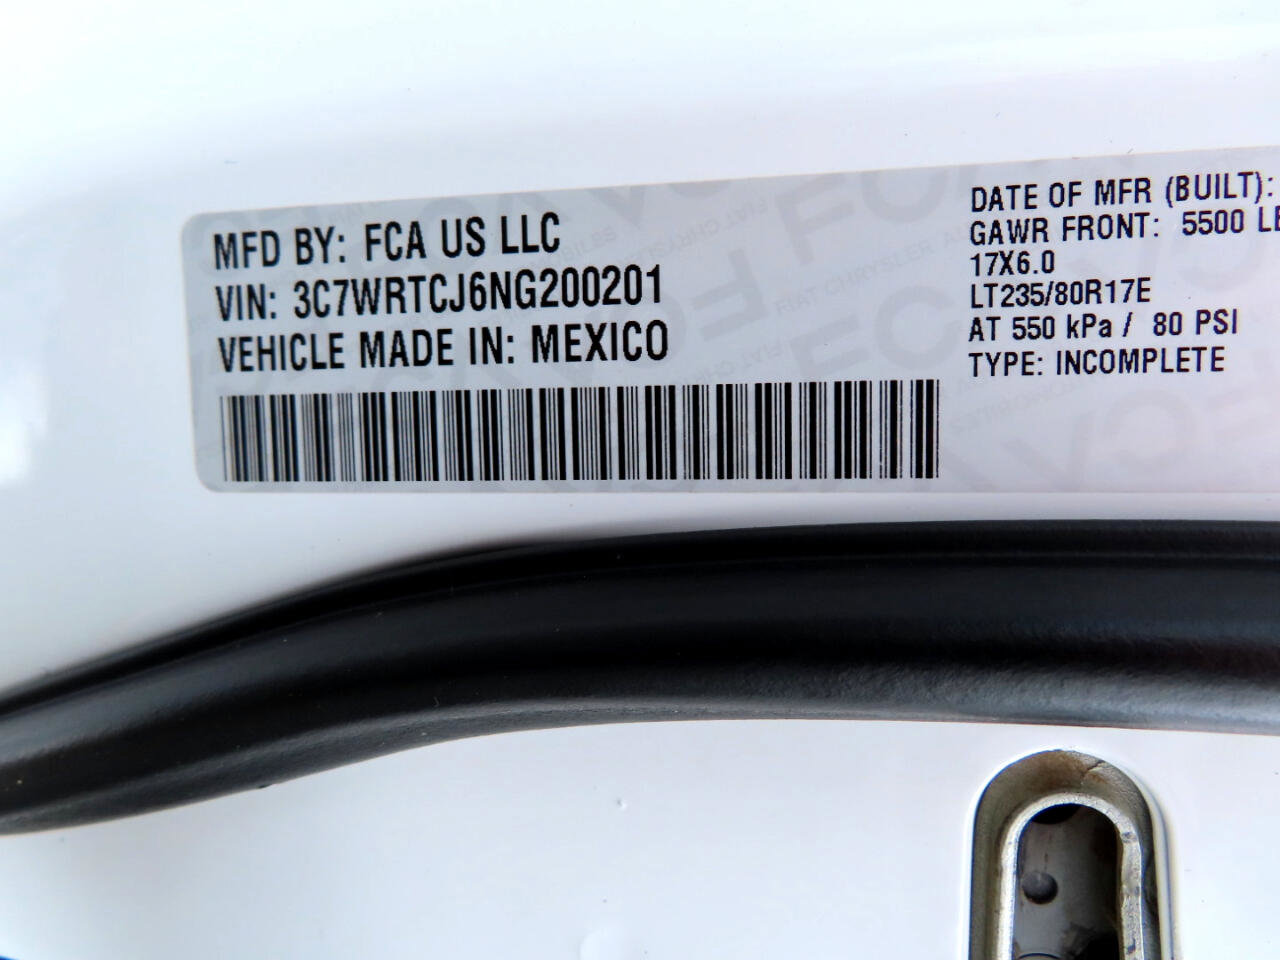 MFD BY: FCA US LLC
VIN: 3C7WRTCJ6NG200201
VEHICLE MADE IN: MEXICO
DATE OF MFR (BUILT):
GAWR FRONT: 5500
17X6.0
LT235/80R17E
AT 550 kPa / 80 PSI
TYPE: INCOMPLETE